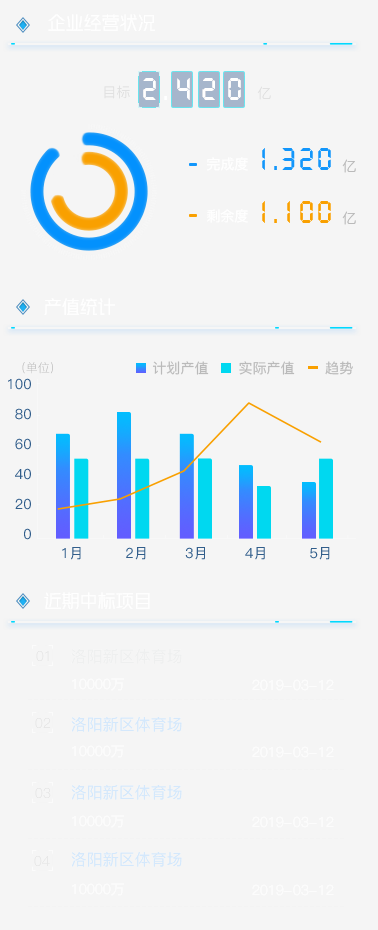 企业经营状况
目标 2.420 亿
完成度 1.320 亿
剩余度 1.100 亿
产值统计
(单位) 计划产值 实际产值 趋势
100
80
60
40
20
0
1月 2月 3月 4月 5月
近期中标项目
01 洛阳新区体育场
10000万 2019-03-12
02 洛阳新区体育场
10000万 2019-03-12
03 洛阳新区体育场
10000万 2019-03-12
04 洛阳新区体育场
10000万 2019-03-12